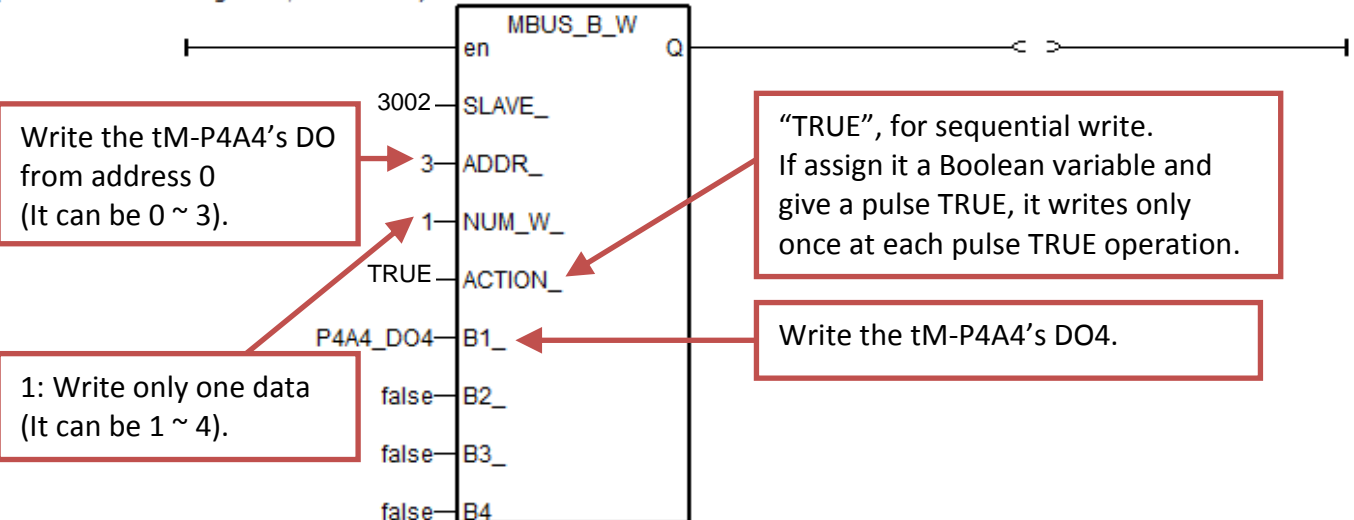 MBUS_B_W
en Q
3002 SLAVE_
3 ADDR_
1 NUM_W_
TRUE ACTION_
P4A4_DO4 B1_
false B2_
false B3_
false B4
Write the tM-P4A4’s DO
from address 0
(It can be 0 ~ 3).
1: Write only one data
(It can be 1 ~ 4).
“TRUE”, for sequential write.
If assign it a Boolean variable and
give a pulse TRUE, it writes only
once at each pulse TRUE operation.
Write the tM-P4A4’s DO4.